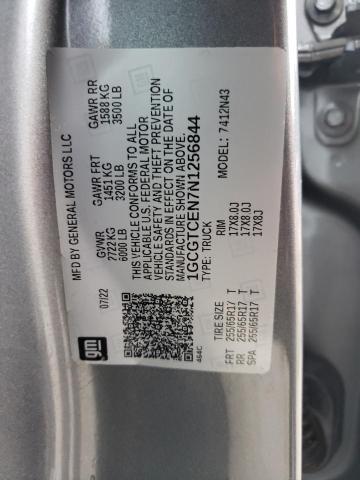 MFD BY GENERAL MOTORS LLC
07/22
GVWR
GAWR FRT
GAWR RR
7722 KG
1451 KG
1588 KG
6000 LB
3200 LB
3500 LB
THIS VEHICLE CONFORMS TO ALL
APPLICABLE U.S. FEDERAL MOTOR
VEHICLE SAFETY AND THEFT PREVENTION
STANDARDS IN EFFECT ON THE DATE OF
MANUFACTURE SHOWN ABOVE.
1GCGTCEN7N1256844
TYPE: TRUCK
MODEL: 7412N43
gm
464C
TIRE SIZE
RIM
FRT 255/65R17 T
17X8.0J
RR 255/65R17 T
17X8.0J
SPA 255/65R17 T
17X8J